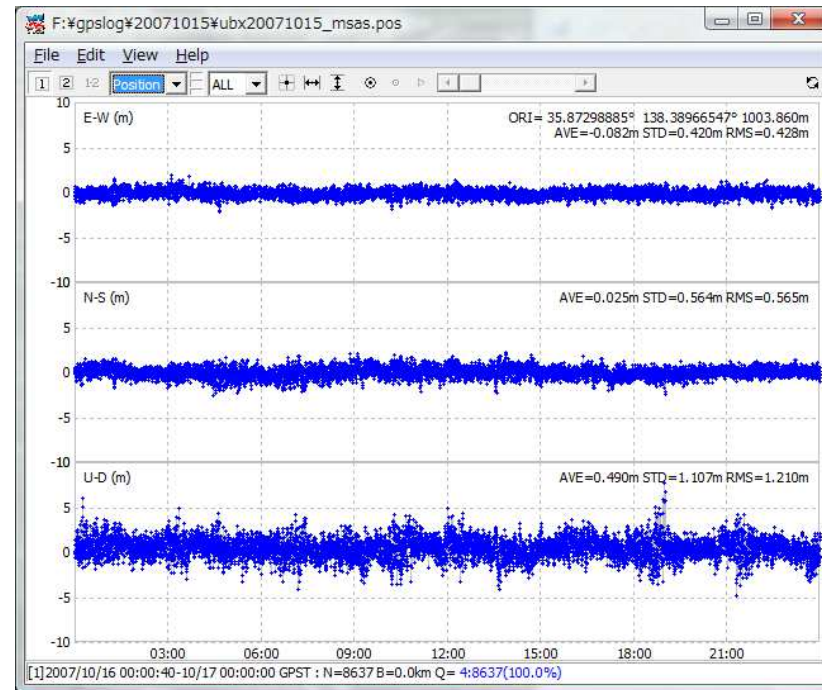 F:¥gpslog¥20071015¥ubx20071015_msas.pos
File Edit View Help
1 2 1-2 Position ALL
E-W (m)
ORI= 35.87298885° 138.38966547° 1003.860m
AVE=-0.082m STD=0.420m RMS=0.428m
10
5
0
-5
-10
N-S (m)
AVE=0.025m STD=0.564m RMS=0.565m
5
0
-5
-10
U-D (m)
AVE=0.490m STD=1.107m RMS=1.210m
5
0
-5
-10
03:00 06:00 09:00 12:00 15:00 18:00 21:00
[1]2007/10/16 00:00:40-10/17 00:00:00 GPST : N=8637 B=0.0km Q= 4:8637(100.0%)